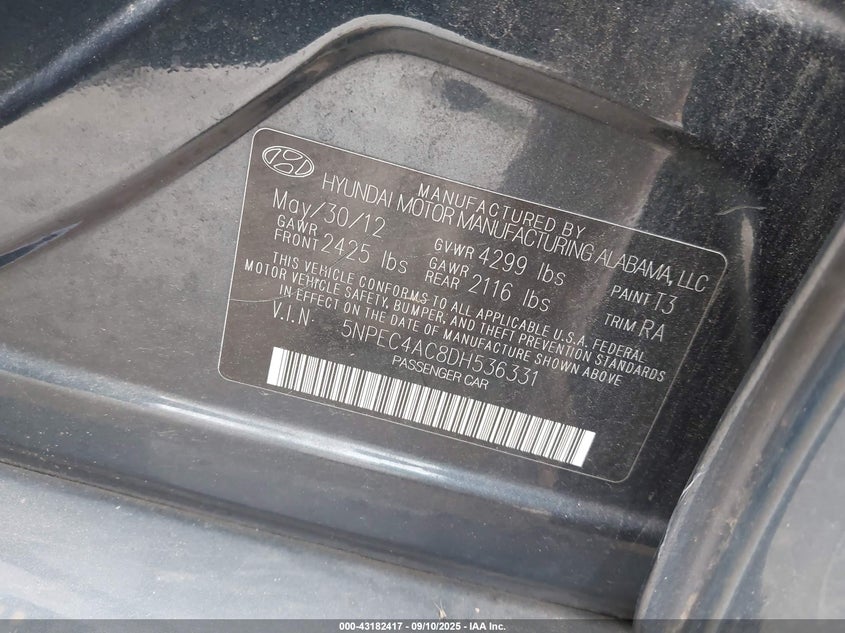 MANUFACTURED BY
HYUNDAI MOTOR MANUFACTURING ALABAMA, LLC
May/30/12
GVWR 4299 lbs
PAINT T3
GAWR FRONT 2425 lbs
GAWR REAR 2116 lbs
TRIM RA
THIS VEHICLE CONFORMS TO ALL APPLICABLE U.S.A. FEDERAL
MOTOR VEHICLE SAFETY, BUMPER, AND THEFT PREVENTION STANDARDS
IN EFFECT ON THE DATE OF MANUFACTURE SHOWN ABOVE
V.I.N 5NPEC4AC8DH536331
PASSENGER CAR
000-43182417 - 09/10/2025 - IAA Inc.